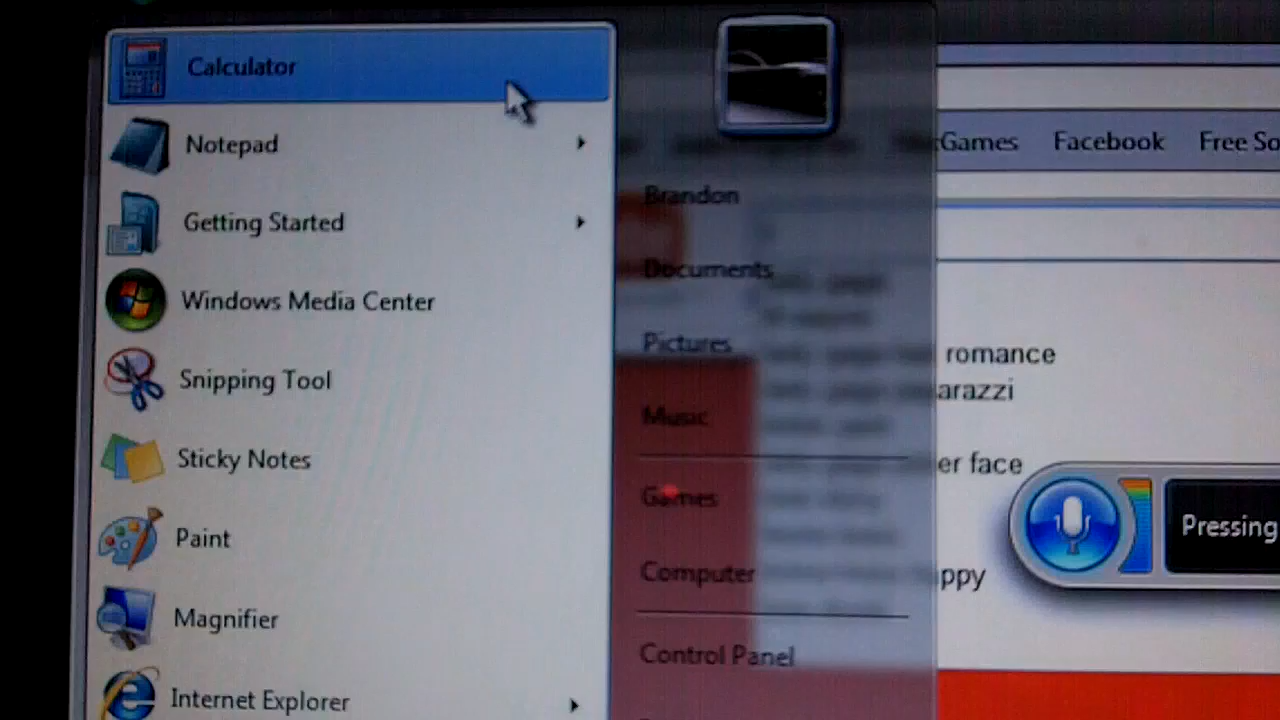 Calculator
Notepad
Getting Started
Windows Media Center
Snipping Tool
Sticky Notes
Paint
Magnifier
Internet Explorer
Brandon
Documents
Pictures
Music
Games
Computer
Control Panel
Games Facebook Free So
romance
arazzi
er face
ppy
Pressing